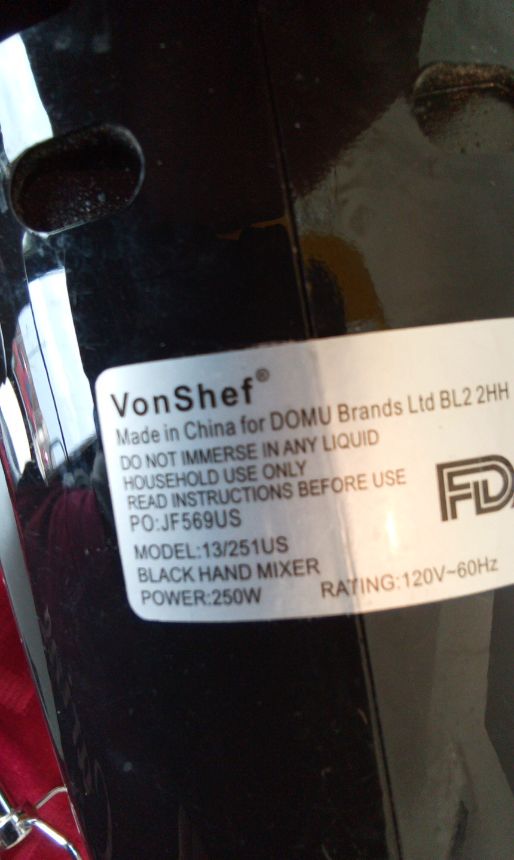 VonShef®
Made in China for DOMU Brands Ltd BL2 2HH
DO NOT IMMERSE IN ANY LIQUID
HOUSEHOLD USE ONLY
READ INSTRUCTIONS BEFORE USE
PO:JF569US
FD
MODEL:13/251US
BLACK HAND MIXER
POWER:250W
RATING:120V~60Hz